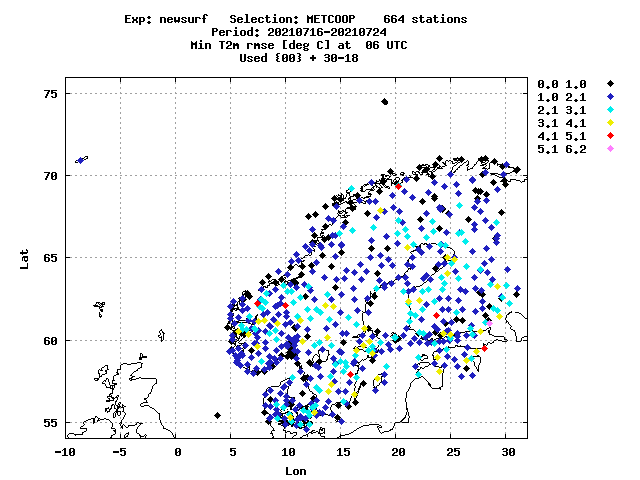 Exp: newsurf   Selection: METCOOP    664 stations
Period: 20210716-20210724
Min T2m rmse [deg C] at  06 UTC
Used {00} + 30-18
0.0 1.0
1.0 2.1
2.1 3.1
3.1 4.1
4.1 5.1
5.1 6.2
75
70
65
60
55
Lat
-10 -5 0 5 10 15 20 25 30
Lon